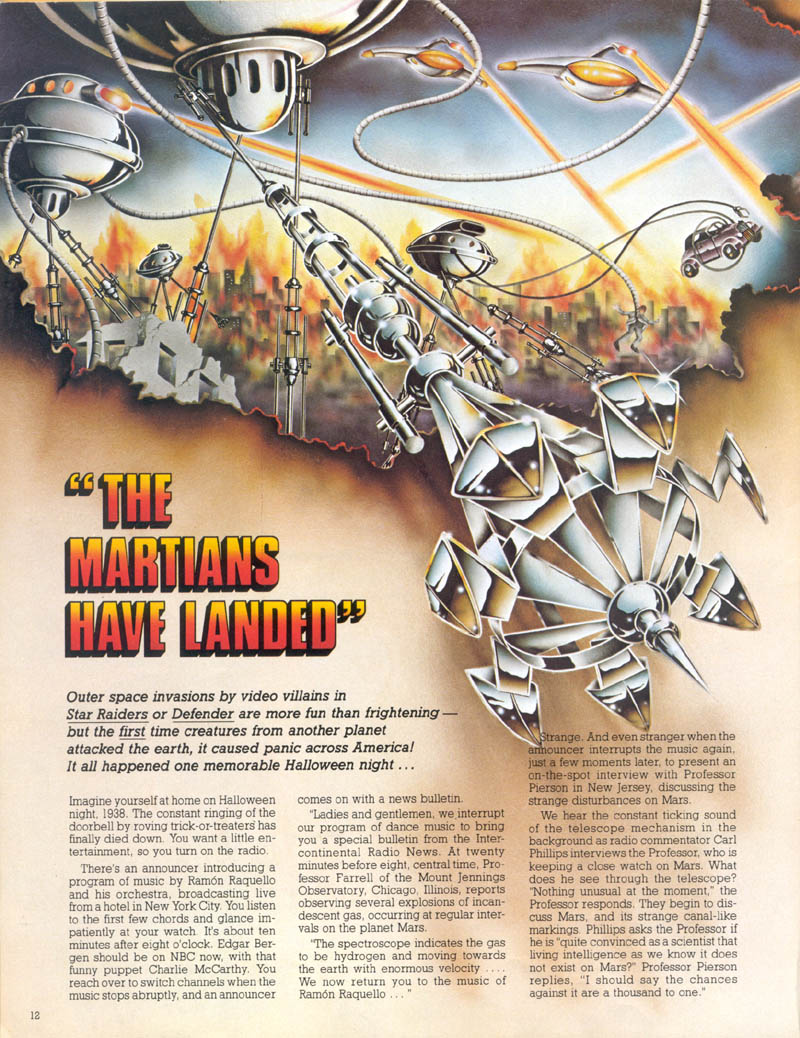 “THE
MARTIANS
HAVE LANDED”
Outer space invasions by video villains in
Star Raiders or Defender are more fun than frightening—
but the first time creatures from another planet
attacked the earth, it caused panic across America!
It all happened one memorable Halloween night ...
Imagine yourself at home on Halloween
night, 1938. The constant ringing of the
doorbell by roving trick-or-treaters has
finally died down. You want a little en-
tertainment, so you turn on the radio.
There's an announcer introducing a
program of music by Ramón Raquello
and his orchestra, broadcasting live
from a hotel in New York City. You listen
to the first few chords and glance im-
patiently at your watch. It's about ten
minutes after eight o'clock. Edgar Ber-
gen should be on NBC now, with that
funny puppet Charlie McCarthy. You
reach over to switch channels when the
music stops abruptly, and an announcer
comes on with a news bulletin.
"Ladies and gentlemen, we interrupt
our program of dance music to bring
you a special bulletin from the Inter-
continental Radio News. At twenty
minutes before eight, central time, Pro-
fessor Farrell of the Mount Jennings
Observatory, Chicago, Illinois, reports
observing several explosions of incan-
descent gas, occurring at regular inter-
vals on the planet Mars.
"The spectroscope indicates the gas
to be hydrogen and moving towards
the earth with enormous velocity ....
We now return you to the music of
Ramón Raquello ... "
Strange. And even stranger when the
announcer interrupts the music again,
just a few moments later, to present an
on-the-spot interview with Professor
Pierson in New Jersey, discussing the
strange disturbances on Mars.
We hear the constant ticking sound
of the telescope mechanism in the
background as radio commentator Carl
Phillips interviews the Professor, who is
keeping a close watch on Mars. What
does he see through the telescope?
"Nothing unusual at the moment," the
Professor responds. They begin to dis-
cuss Mars, and its strange canal-like
markings. Phillips asks the Professor if
he is "quite convinced as a scientist that
living intelligence as we know it does
not exist on Mars?" Professor Pierson
replies, "I should say the chances
against it are a thousand to one."
12